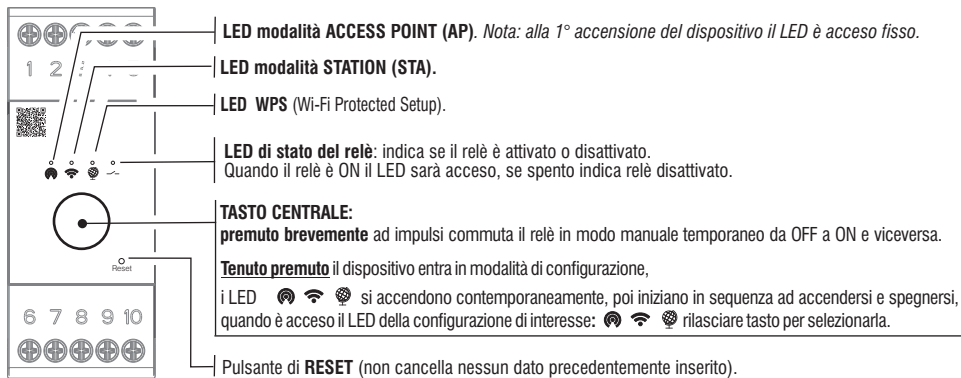 LED modalità ACCESS POINT (AP). Nota: alla 1° accensione del dispositivo il LED è acceso fisso.
1 2
LED modalità STATION (STA).
LED WPS (Wi-Fi Protected Setup).
LED di stato del relè: indica se il relè è attivato o disattivato.
Quando il relè è ON il LED sarà acceso, se spento indica relè disattivato.
TASTO CENTRALE:
premuto brevemente ad impulsi commuta il relè in modo manuale temporaneo da OFF a ON e viceversa.
Reset
Tenuto premuto il dispositivo entra in modalità di configurazione,
i LED si accendono contemporaneamente, poi iniziano in sequenza ad accendersi e spegnersi,
quando è acceso il LED della configurazione di interesse: rilasciare tasto per selezionarla.
6 7 8 9 10
Pulsante di RESET (non cancella nessun dato precedentemente inserito).